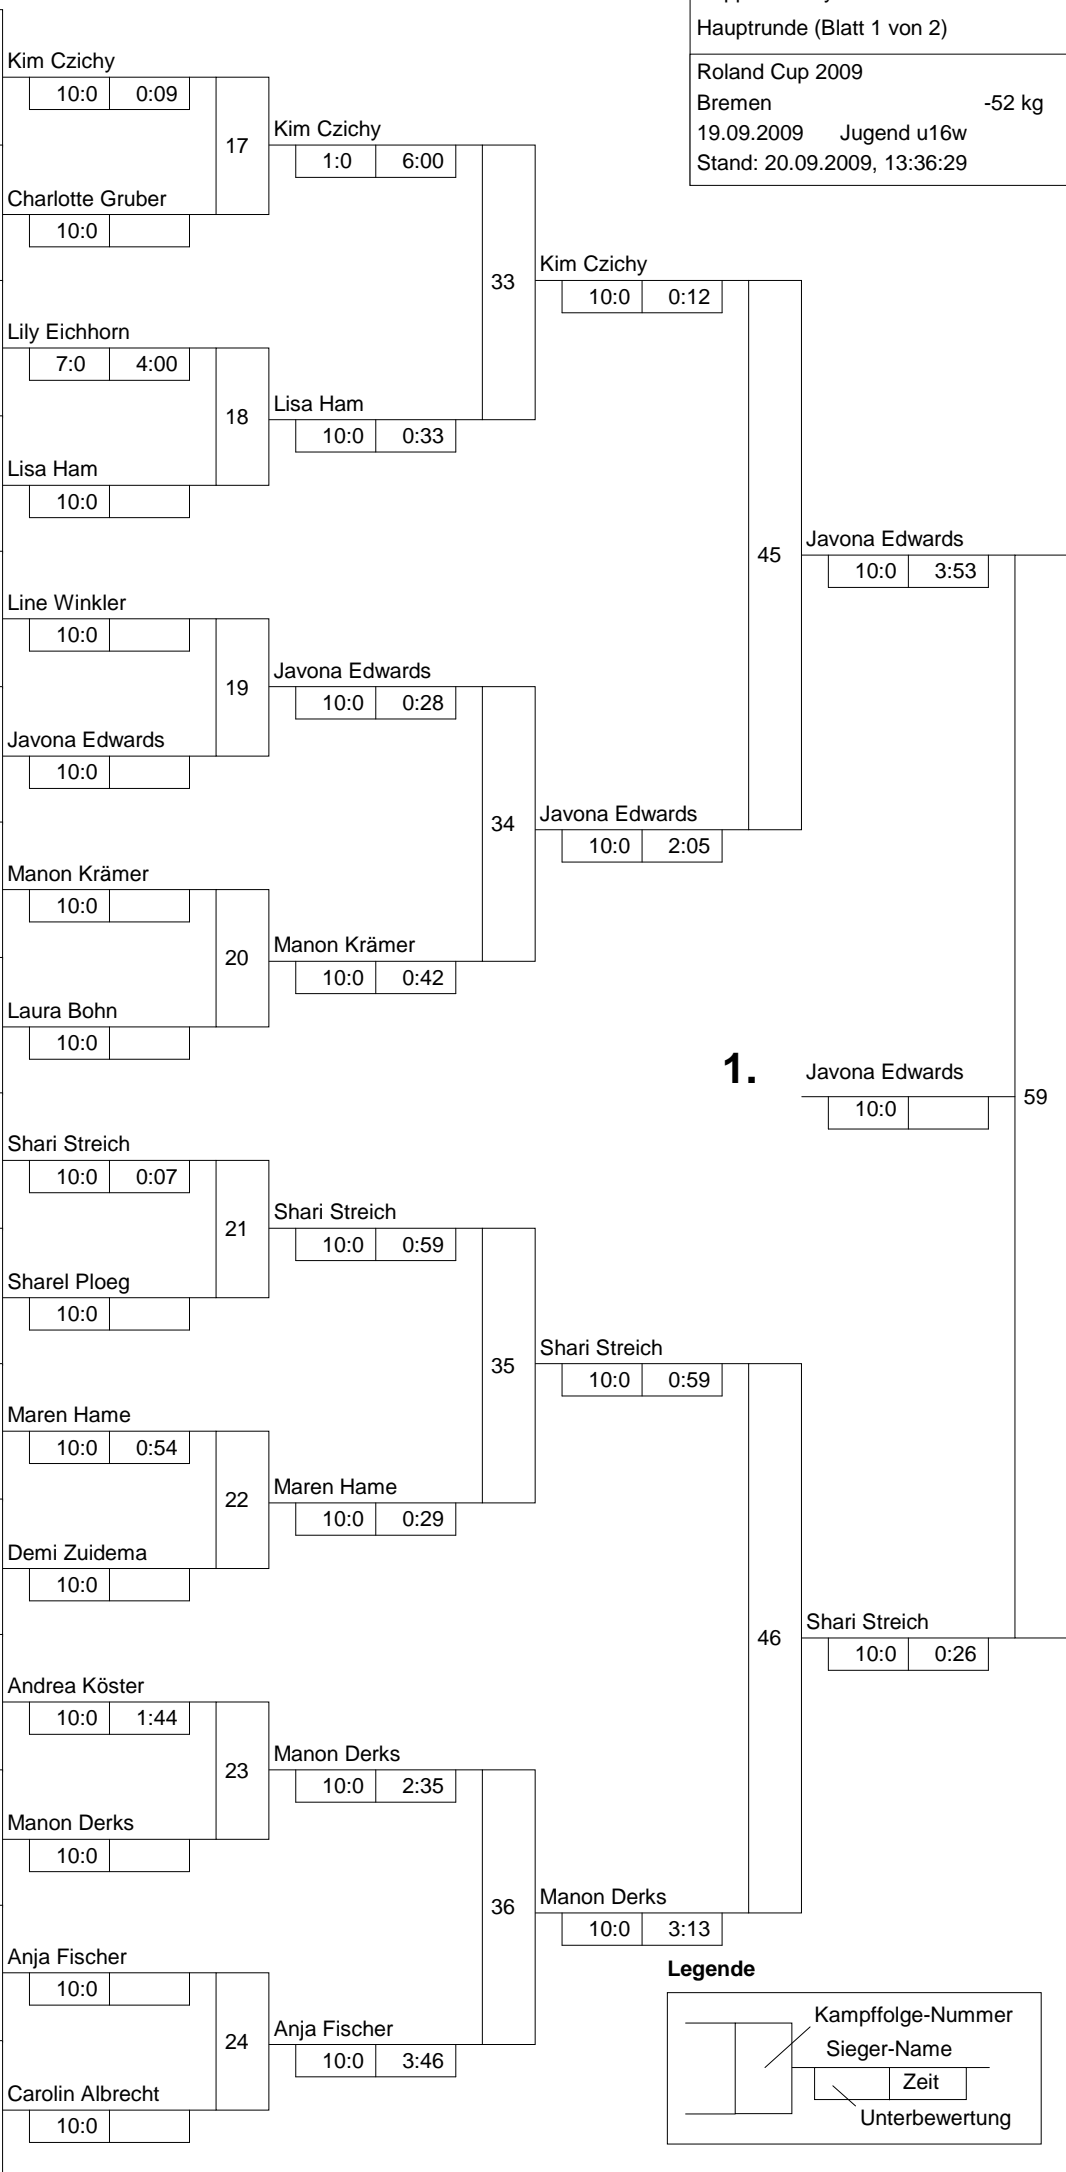 Hauptrunde (Blatt 1 von 2)
Roland Cup 2009
Bremen -52 kg
19.09.2009 Jugend u16w
Stand: 20.09.2009, 13:36:29
Kim Czichy
10:0 0:09
17
Charlotte Gruber
10:0
Lily Eichhorn
7:0 4:00
18
Lisa Ham
10:0
Line Winkler
10:0
19
Javona Edwards
10:0
Manon Krämer
10:0
20
Laura Bohn
10:0
Shari Streich
10:0 0:07
21
Sharel Ploeg
10:0
Maren Hame
10:0 0:54
22
Demi Zuidema
10:0
Andrea Köster
10:0 1:44
23
Manon Derks
10:0
Anja Fischer
10:0
24
Carolin Albrecht
10:0
Kim Czichy
1:0 6:00
33
Lisa Ham
10:0 0:33
Javona Edwards
10:0 0:28
34
Manon Krämer
10:0 0:42
Shari Streich
10:0 0:59
35
Maren Hame
10:0 0:29
Manon Derks
10:0 2:35
36
Anja Fischer
10:0 3:46
Kim Czichy
10:0 0:12
45
Javona Edwards
10:0 2:05
Shari Streich
10:0 0:59
46
Manon Derks
10:0 3:13
Javona Edwards
10:0 3:53
1. Javona Edwards
10:0
59
Shari Streich
10:0 0:26
Legende
Kampffolge-Nummer
Sieger-Name
Zeit
Unterbewertung